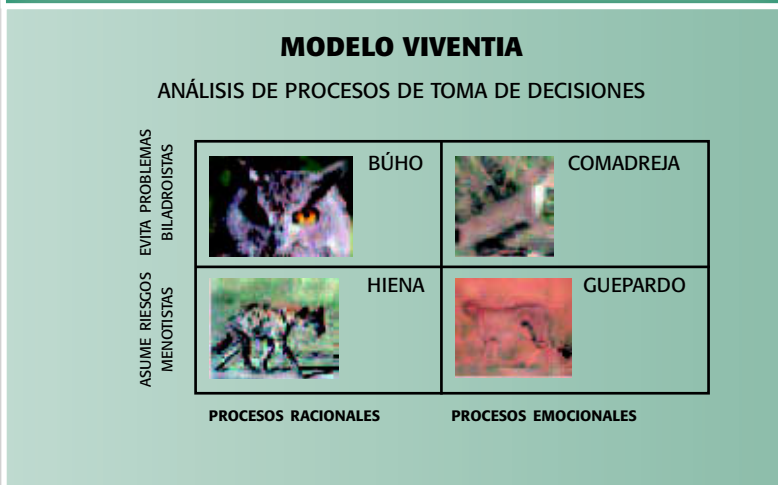 MODELO VIVENTIA
ANÁLISIS DE PROCESOS DE TOMA DE DECISIONES
EVITA PROBLEMAS
BILADROISTAS
BÚHO
COMADREJA
ASUME RIESGOS
MENOTISTAS
HIENA
GUEPARDO
PROCESOS RACIONALES
PROCESOS EMOCIONALES